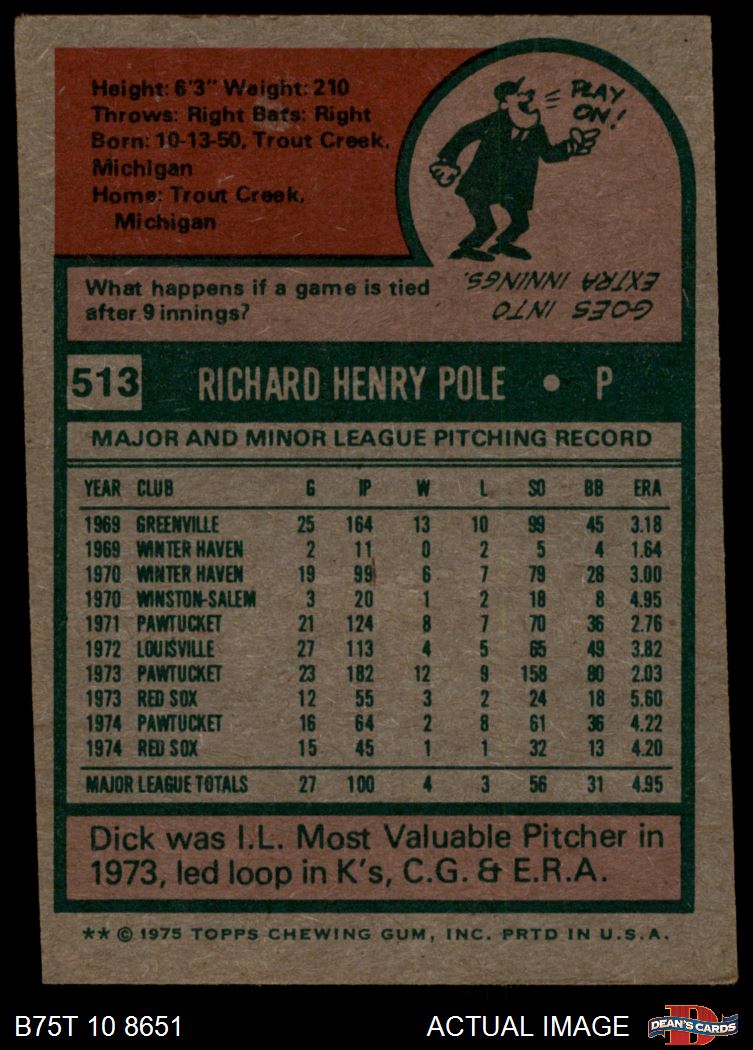 Height: 6'3" Weight: 210
Throws: Right Bats: Right
Born: 10-13-50, Trout Creek,
Michigan
Home: Trout Creek,
Michigan
PLAY
ON!
What happens if a game is tied
after 9 innings?
GOES INTO
EXTRA INNINGS.
513 RICHARD HENRY POLE • P
MAJOR AND MINOR LEAGUE PITCHING RECORD
YEAR CLUB G IP W L SO BB ERA
1969 GREENVILLE 25 164 13 10 99 45 3.18
1969 WINTER HAVEN 2 11 0 2 5 4 1.64
1970 WINTER HAVEN 19 99 6 7 79 28 3.00
1970 WINSTON-SALEM 3 20 1 2 18 8 4.95
1971 PAWTUCKET 21 124 8 7 70 36 2.76
1972 LOUISVILLE 27 113 4 5 65 49 3.82
1973 PAWTUCKET 23 182 12 9 158 80 2.03
1973 RED SOX 12 55 3 2 24 18 5.60
1974 PAWTUCKET 16 64 2 8 61 36 4.22
1974 RED SOX 15 45 1 1 32 13 4.20
MAJOR LEAGUE TOTALS 27 100 4 3 56 31 4.95
Dick was I.L. Most Valuable Pitcher in
1973, led loop in K's, C.G. & E.R.A.
** © 1975 TOPPS CHEWING GUM, INC. PRTD IN U.S.A.
B75T 10 8651 ACTUAL IMAGE
D
DEAN'S CARDS